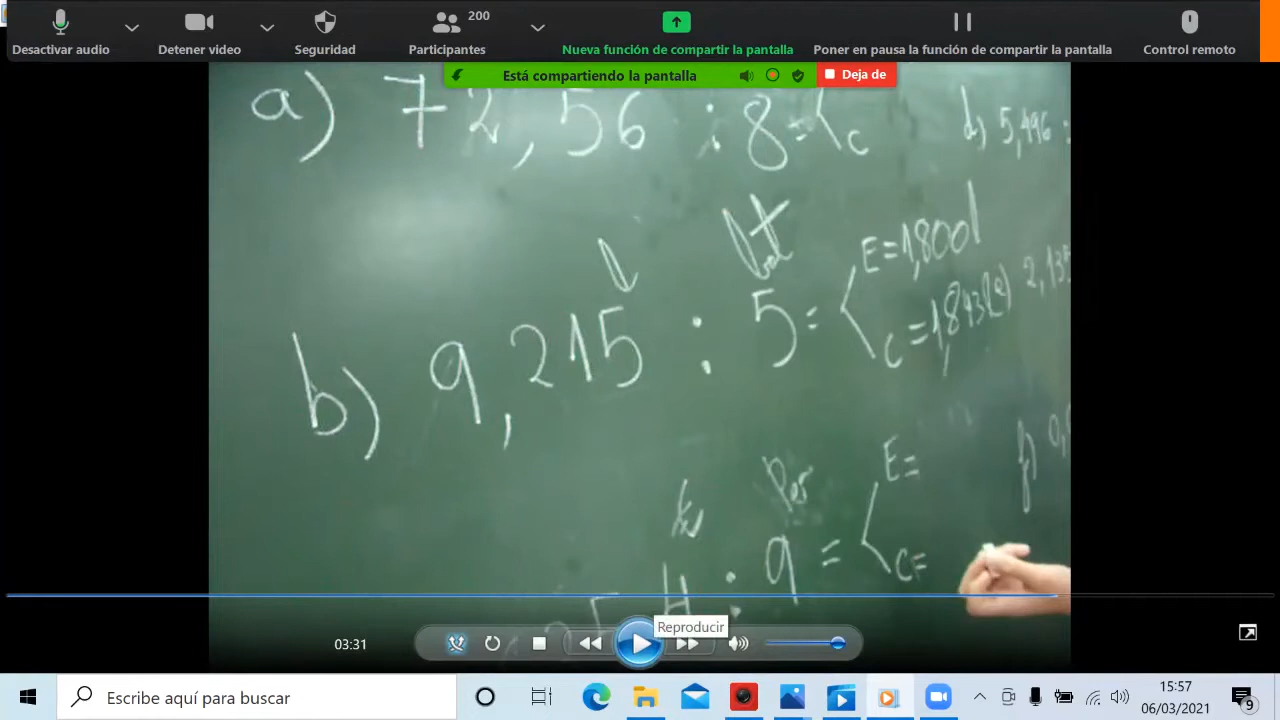 200
Desactivar audio Detener video Seguridad Participantes Nueva función de compartir la pantalla Poner en pausa la función de compartir la pantalla Control remoto
Está compartiendo la pantalla Deja de
a) 72,56 : 8 =
c
d) 5,496 :
l bot
b) 9,215 : 5 =
E = 1,800 l
C = 1,843 (l)
E =
: 9 =
C =
f) 0,
Reproducir
03:31
Escribe aquí para buscar
15:57
06/03/2021
9